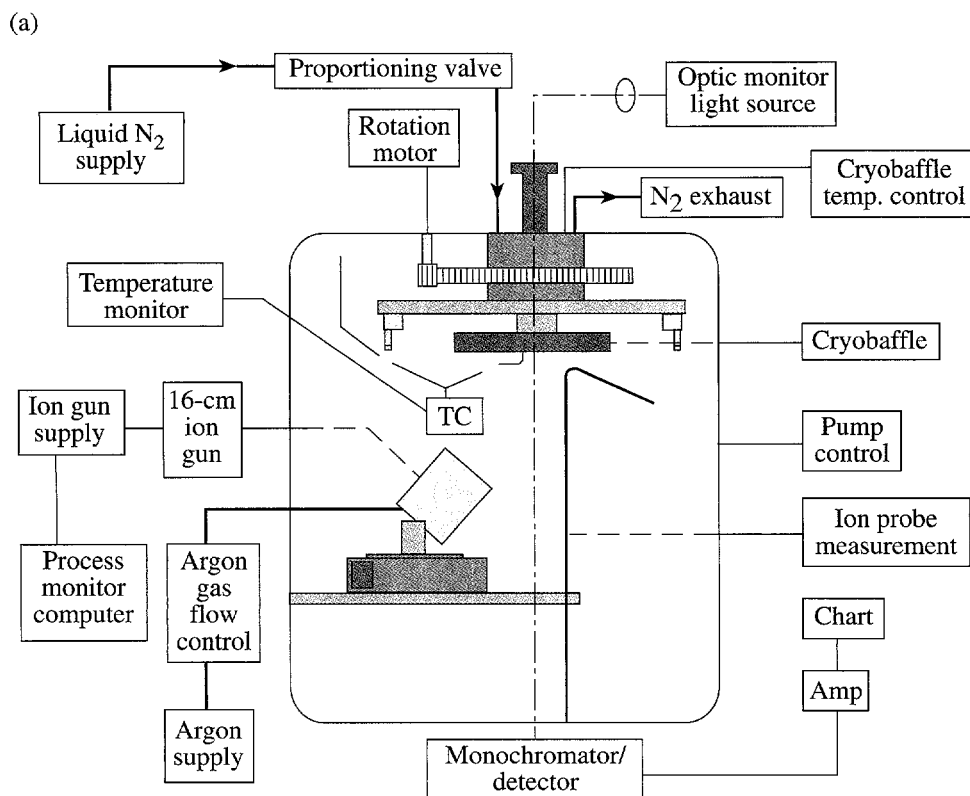 (a)
Proportioning valve
Optic monitor
light source
Liquid N₂
supply
Rotation
motor
Cryobaffle
temp. control
N₂ exhaust
Temperature
monitor
Cryobaffle
TC
Ion gun
supply
16-cm
ion
gun
Pump
control
Ion probe
measurement
Process
monitor
computer
Argon
gas
flow
control
Chart
Amp
Argon
supply
Monochromator/
detector